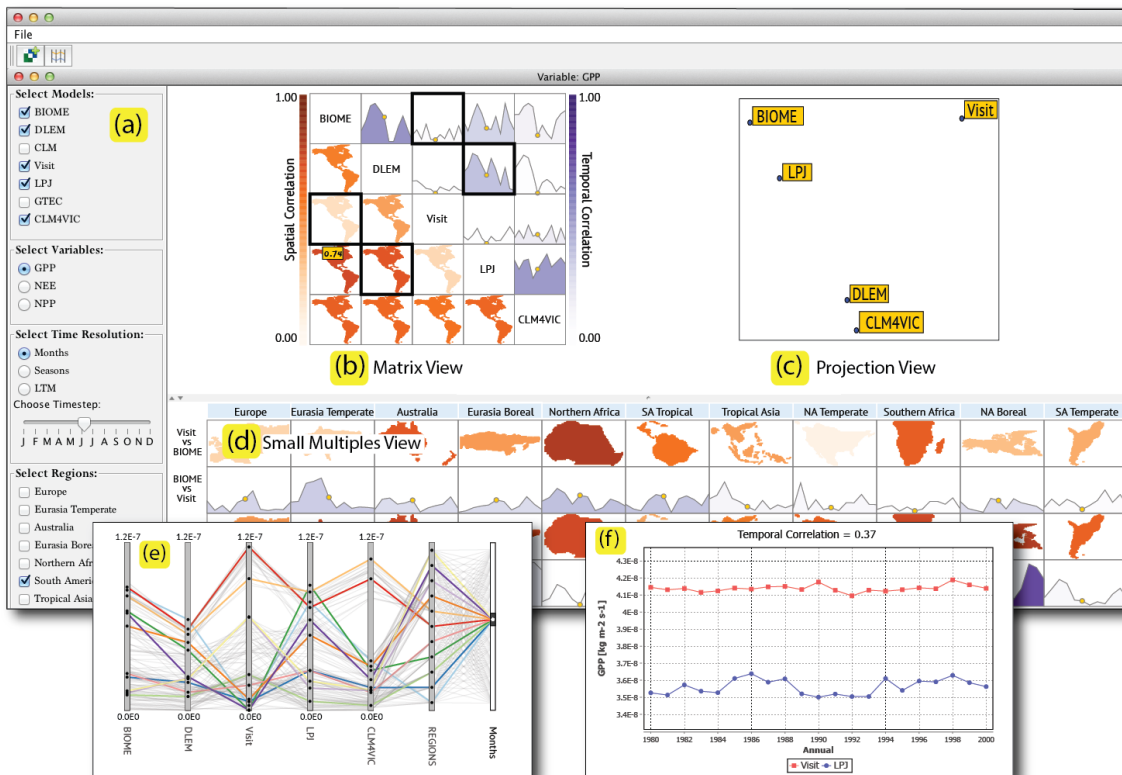 File
Variable: GPP
Select Models:
BIOME
DLEM
CLM
Visit
LPJ
GTEC
CLM4VIC
(a)
Select Variables:
GPP
NEE
NPP
Select Time Resolution:
Months
Seasons
LTM
Choose Timestep:
J F M A M J J A S O N D
Select Regions:
Europe
Eurasia Temperate
Australia
Eurasia Bore
Northern Af
South Ameri
Tropical Asia
1.00
Spatial Correlation
0.00
BIOME
DLEM
Visit
0.74
LPJ
CLM4VIC
1.00
Temporal Correlation
0.00
(b) Matrix View
BIOME
Visit
LPJ
DLEM
CLM4VIC
(c) Projection View
Europe Eurasia Temperate Australia Eurasia Boreal Northern Africa SA Tropical Tropical Asia NA Temperate Southern Africa NA Boreal SA Temperate
Visit
vs
BIOME
(d) Small Multiples View
BIOME
vs
Visit
(e)
1.2E-7 1.2E-7 1.2E-7 1.2E-7 1.2E-7
0.0E0 0.0E0 0.0E0 0.0E0 0.0E0
BIOME
DLEM
Visit
LPJ
CLM4VIC
REGIONS
Months
(f)
Temporal Correlation = 0.37
4.3E-8
4.2E-8
4.1E-8
4.0E-8
3.9E-8
3.8E-8
3.7E-8
3.6E-8
3.5E-8
3.4E-8
GPP [kg m-2 s-1]
1980 1982 1984 1986 1988 1990 1992 1994 1996 1998 2000
Annual
Visit LPJ